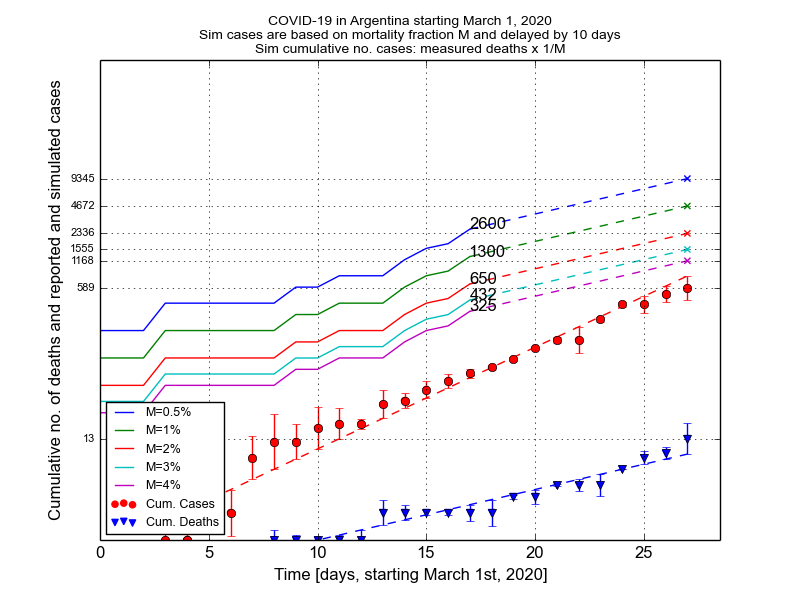 COVID-19 in Argentina starting March 1, 2020
Sim cases are based on mortality fraction M and delayed by 10 days
Sim cumulative no. cases: measured deaths x 1/M
Cumulative no. of deaths and reported and simulated cases
9345
4672
2336
1555
1168
589
13
2600
1300
650
432
325
M=0.5%
M=1%
M=2%
M=3%
M=4%
Cum. Cases
Cum. Deaths
0 5 10 15 20 25
Time [days, starting March 1st, 2020]